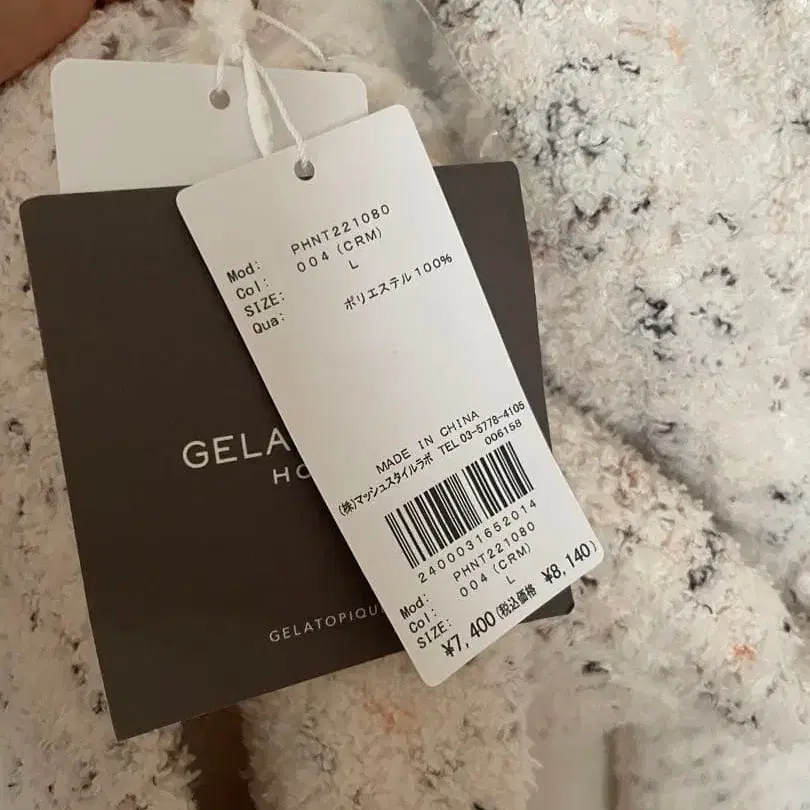 Mod: PHNT221080
Col: 004 (CRM)
SIZE: L
Qua: ポリエステル100%
MADE IN CHINA
(株)マッシュスタイルラボ TEL 03-5778-4105
006158
2400031652014
Mod: PHNT221080
Col: 004 (CRM)
SIZE: L
¥7,400(税込価格 ¥8,140)
GELA
HO
GELATOPIQU